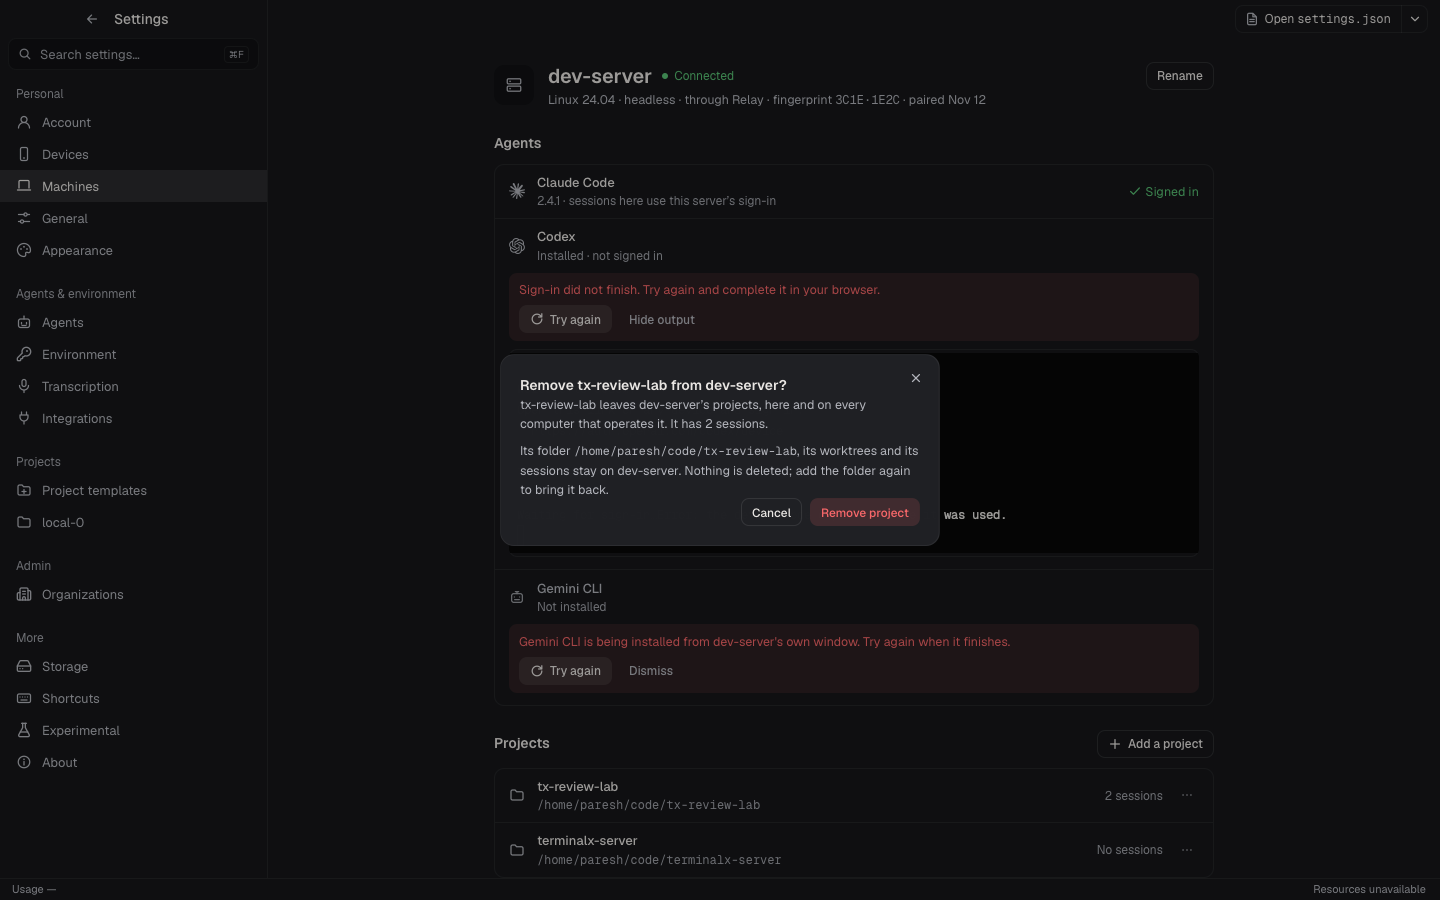 Settings
Open settings.json
Search settings...
⌘F
Personal
Account
Devices
Machines
General
Appearance
Agents & environment
Agents
Environment
Transcription
Integrations
Projects
Project templates
local-0
Admin
Organizations
More
Storage
Shortcuts
Experimental
About
dev-server
Connected
Rename
Linux 24.04 · headless · through Relay · fingerprint 3C1E·1E2C · paired Nov 12
Agents
Claude Code
2.4.1 · sessions here use this server's sign-in
Signed in
Codex
Installed · not signed in
Sign-in did not finish. Try again and complete it in your browser.
Try again
Hide output
Remove tx-review-lab from dev-server?
tx-review-lab leaves dev-server's projects, here and on every
computer that operates it. It has 2 sessions.
Its folder /home/paresh/code/tx-review-lab, its worktrees and its
sessions stay on dev-server. Nothing is deleted; add the folder again
to bring it back.
Cancel
Remove project
was used.
Gemini CLI
Not installed
Gemini CLI is being installed from dev-server's own window. Try again when it finishes.
Try again
Dismiss
Projects
Add a project
tx-review-lab
/home/paresh/code/tx-review-lab
2 sessions
terminalx-server
/home/paresh/code/terminalx-server
No sessions
Usage —
Resources unavailable